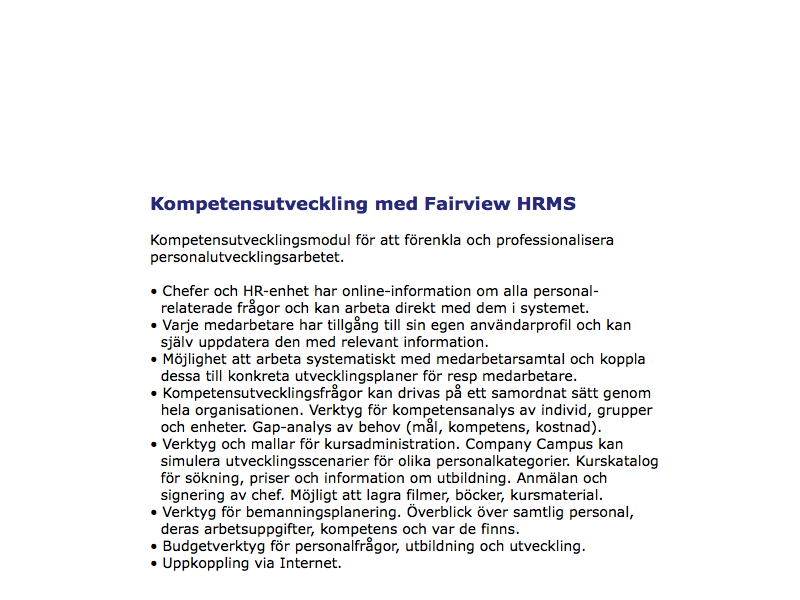 Kompetensutveckling med Fairview HRMS
Kompetensutvecklingsmodul för att förenkla och professionalisera
personalutvecklingsarbetet.
• Chefer och HR-enhet har online-information om alla personal-
relaterade frågor och kan arbeta direkt med dem i systemet.
• Varje medarbetare har tillgång till sin egen användarprofil och kan
själv uppdatera den med relevant information.
• Möjlighet att arbeta systematiskt med medarbetarsamtal och koppla
dessa till konkreta utvecklingsplaner för resp medarbetare.
• Kompetensutvecklingsfrågor kan drivas på ett samordnat sätt genom
hela organisationen. Verktyg för kompetensanalys av individ, grupper
och enheter. Gap-analys av behov (mål, kompetens, kostnad).
• Verktyg och mallar för kursadministration. Company Campus kan
simulera utvecklingsscenarier för olika personalkategorier. Kurskatalog
för sökning, priser och information om utbildning. Anmälan och
signering av chef. Möjligt att lagra filmer, böcker, kursmaterial.
• Verktyg för bemanningsplanering. Överblick över samtlig personal,
deras arbetsuppgifter, kompetens och var de finns.
• Budgetverktyg för personalfrågor, utbildning och utveckling.
• Uppkoppling via Internet.